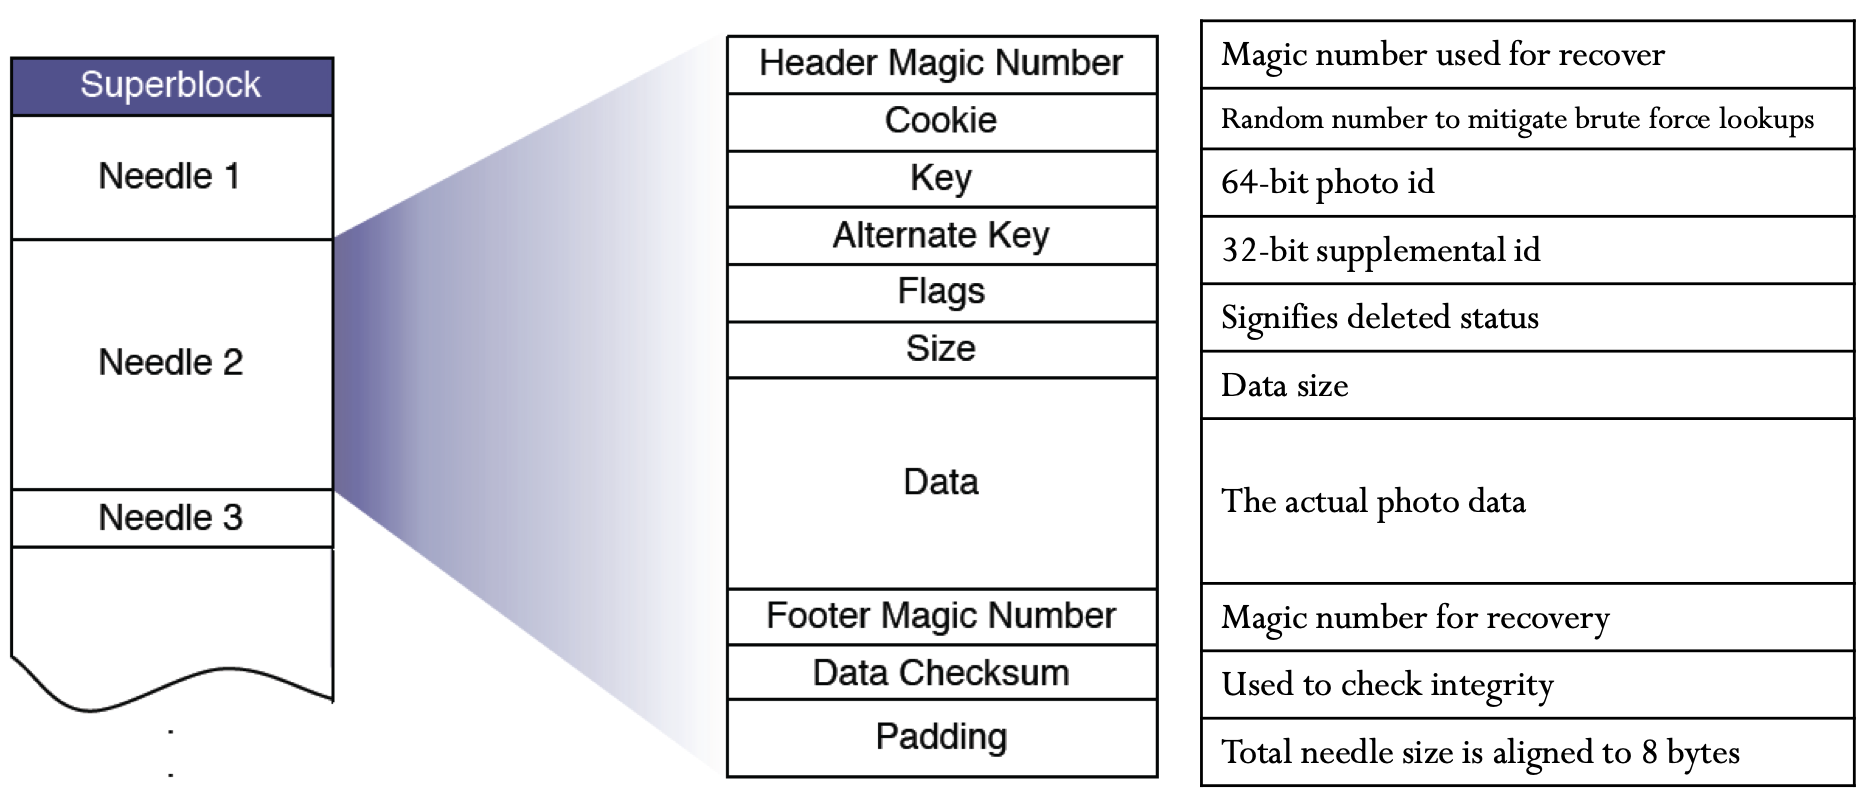 Superblock
Needle 1
Needle 2
Needle 3
.
.
Header Magic Number
Cookie
Key
Alternate Key
Flags
Size
Data
Footer Magic Number
Data Checksum
Padding
Magic number used for recover
Random number to mitigate brute force lookups
64-bit photo id
32-bit supplemental id
Signifies deleted status
Data size
The actual photo data
Magic number for recovery
Used to check integrity
Total needle size is aligned to 8 bytes